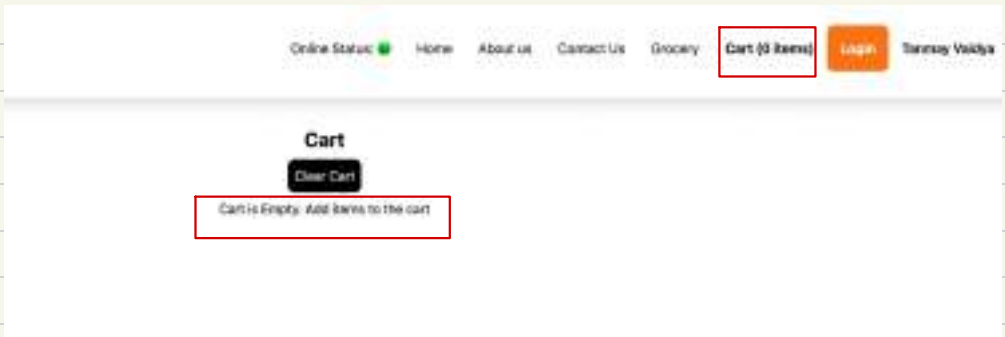 Online Status: Home About us Contact Us Grocery Cart (0 items) Login Tanmay Vaidya
Cart
Clear Cart
Cart is Empty. Add items to the cart